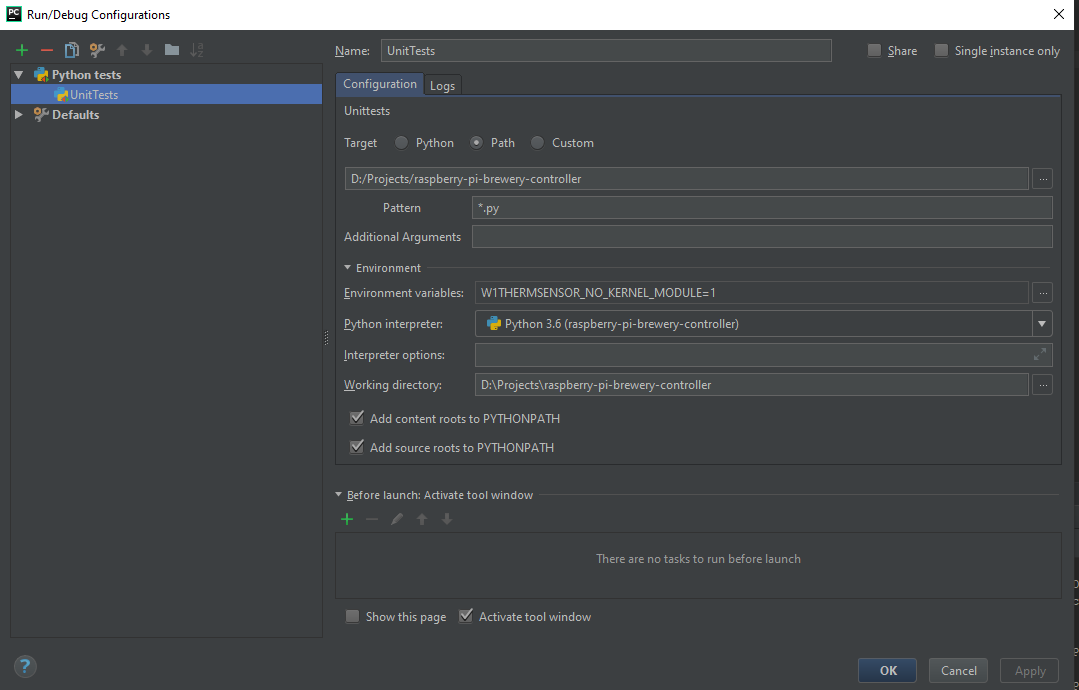 PC Run/Debug Configurations
Name: UnitTests Share Single instance only
Python tests
UnitTests
Defaults
Configuration Logs
Unittests
Target Python Path Custom
D:/Projects/raspberry-pi-brewery-controller ...
Pattern *.py
Additional Arguments
Environment
Environment variables: W1THERMSENSOR_NO_KERNEL_MODULE=1 ...
Python interpreter: Python 3.6 (raspberry-pi-brewery-controller)
Interpreter options:
Working directory: D:\Projects\raspberry-pi-brewery-controller ...
Add content roots to PYTHONPATH
Add source roots to PYTHONPATH
Before launch: Activate tool window
There are no tasks to run before launch
Show this page Activate tool window
? OK Cancel Apply